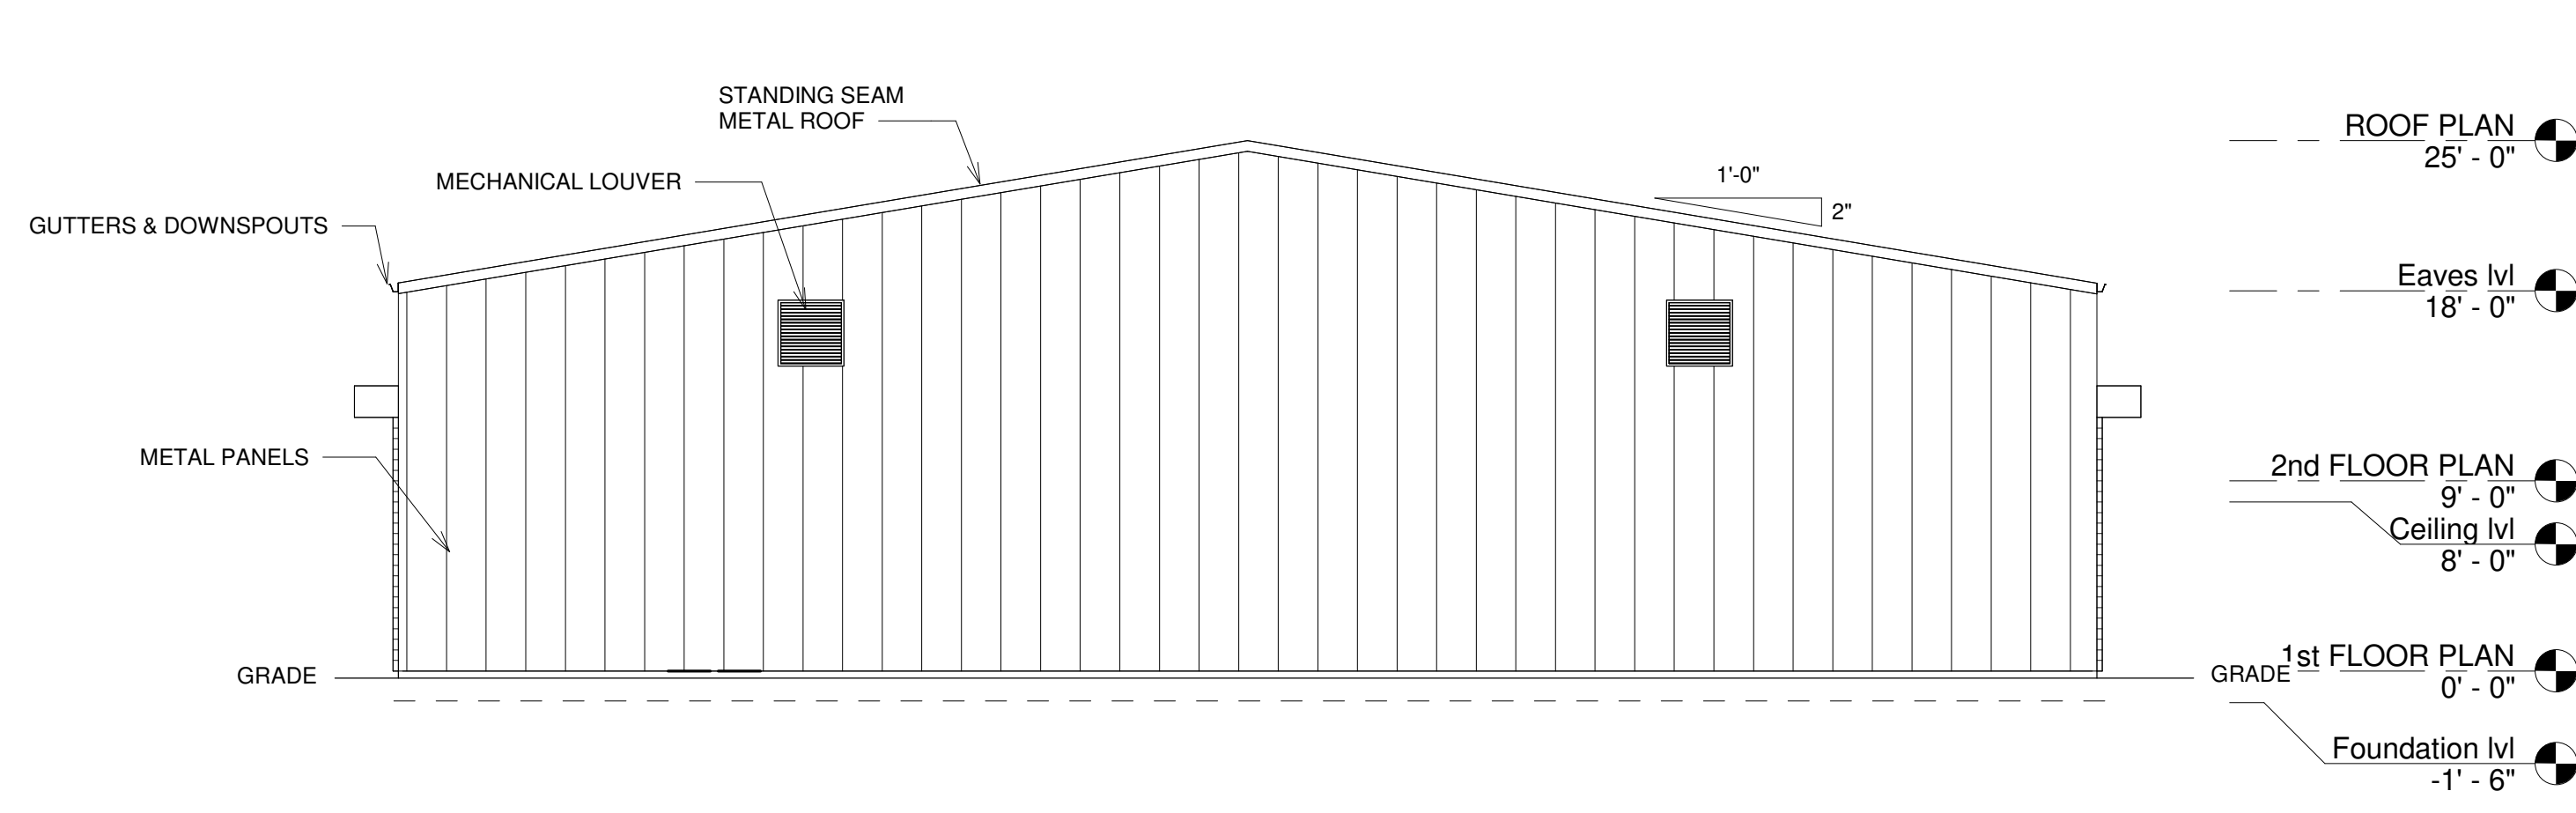 STANDING SEAM
METAL ROOF
MECHANICAL LOUVER
GUTTERS & DOWNSPOUTS
METAL PANELS
GRADE
1'-0"
2"
ROOF PLAN
25' - 0"
Eaves lvl
18' - 0"
2nd FLOOR PLAN
9' - 0"
Ceiling lvl
8' - 0"
GRADE
1st FLOOR PLAN
0' - 0"
Foundation lvl
-1' - 6"